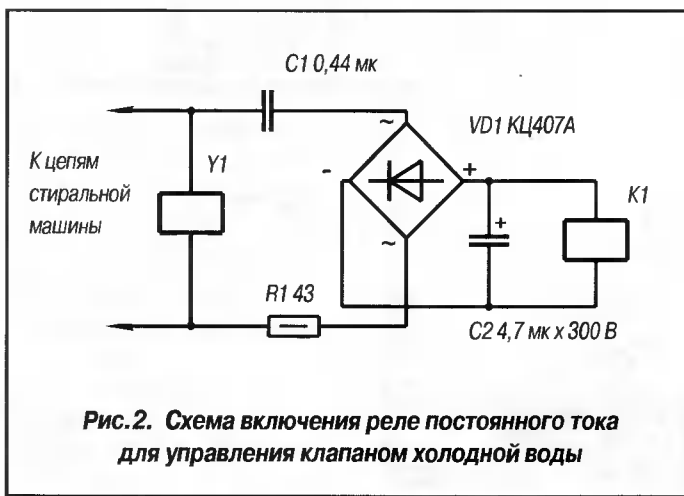 C1 0,44 мк
VD1 КЦ407А
К цепям
стиральной
машины
Y1
~
-
+
~
+
K1
R1 43
C2 4,7 мк x 300 В
Рис.2. Схема включения реле постоянного тока
для управления клапаном холодной воды